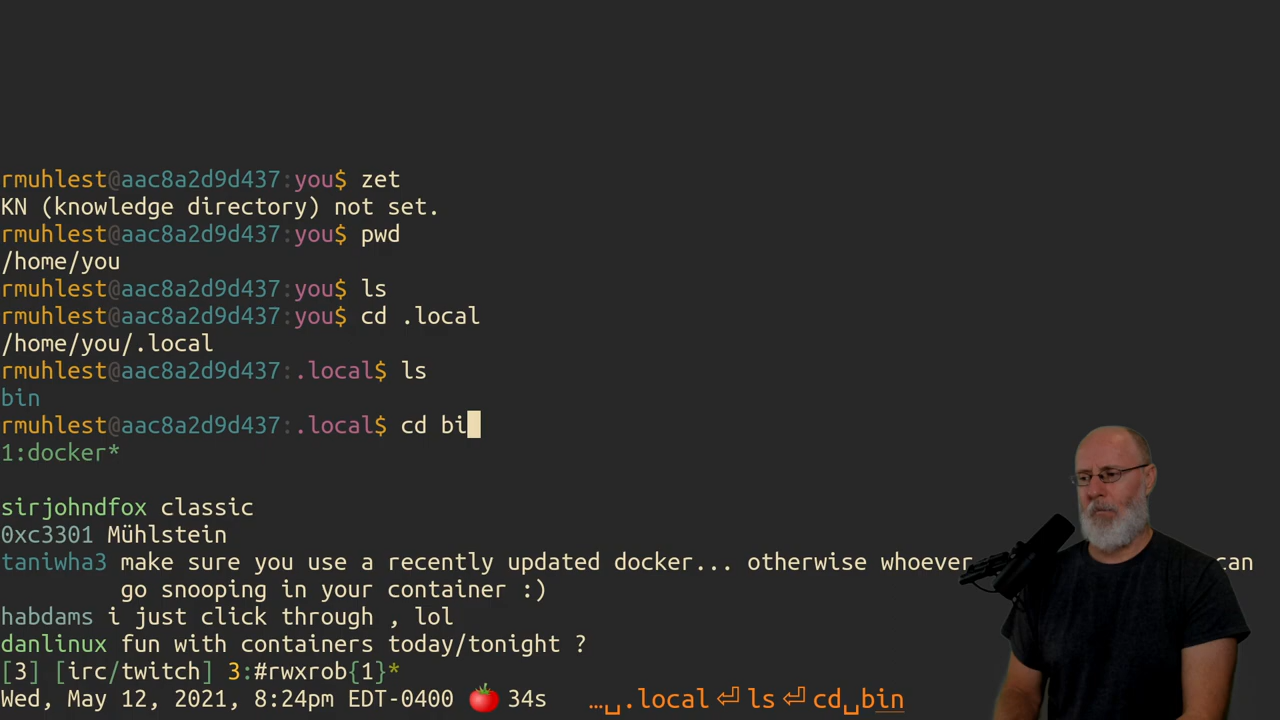 rmuhlest@aac8a2d9d437:you$ zet
KN (knowledge directory) not set.
rmuhlest@aac8a2d9d437:you$ pwd
/home/you
rmuhlest@aac8a2d9d437:you$ ls
rmuhlest@aac8a2d9d437:you$ cd .local
/home/you/.local
rmuhlest@aac8a2d9d437:.local$ ls
bin
rmuhlest@aac8a2d9d437:.local$ cd bi
1:docker*
sirjohndfox classic
0xc3301 Mühlstein
taniwha3 make sure you use a recently updated docker... otherwise whoever can
go snooping in your container :)
habdams i just click through , lol
danlinux fun with containers today/tonight ?
[3] [irc/twitch] 3:#rwxrob{1}*
Wed, May 12, 2021, 8:24pm EDT-0400 🍅 34s …␣.local⏎ls⏎cd␣bin